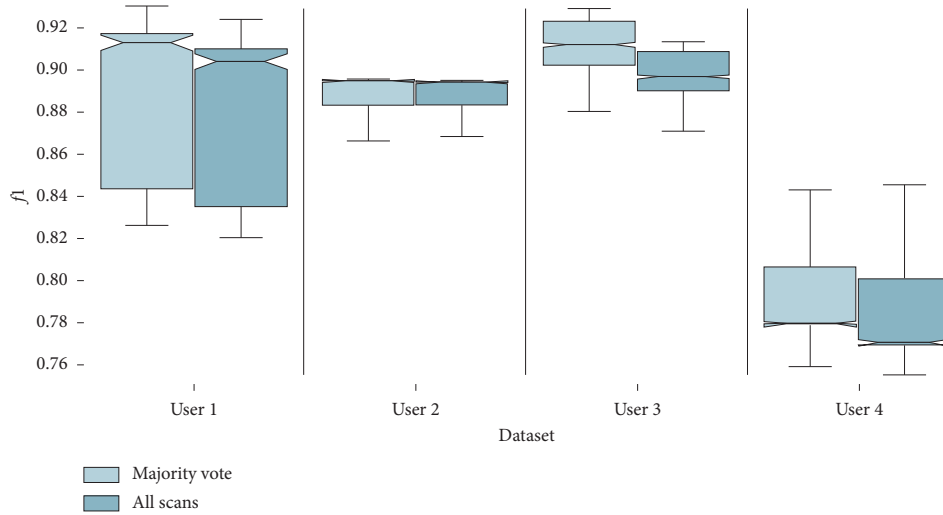 0.92
0.90
0.88
0.86
0.84
0.82
0.80
0.78
0.76
f1
User 1
User 2
User 3
User 4
Dataset
Majority vote
All scans